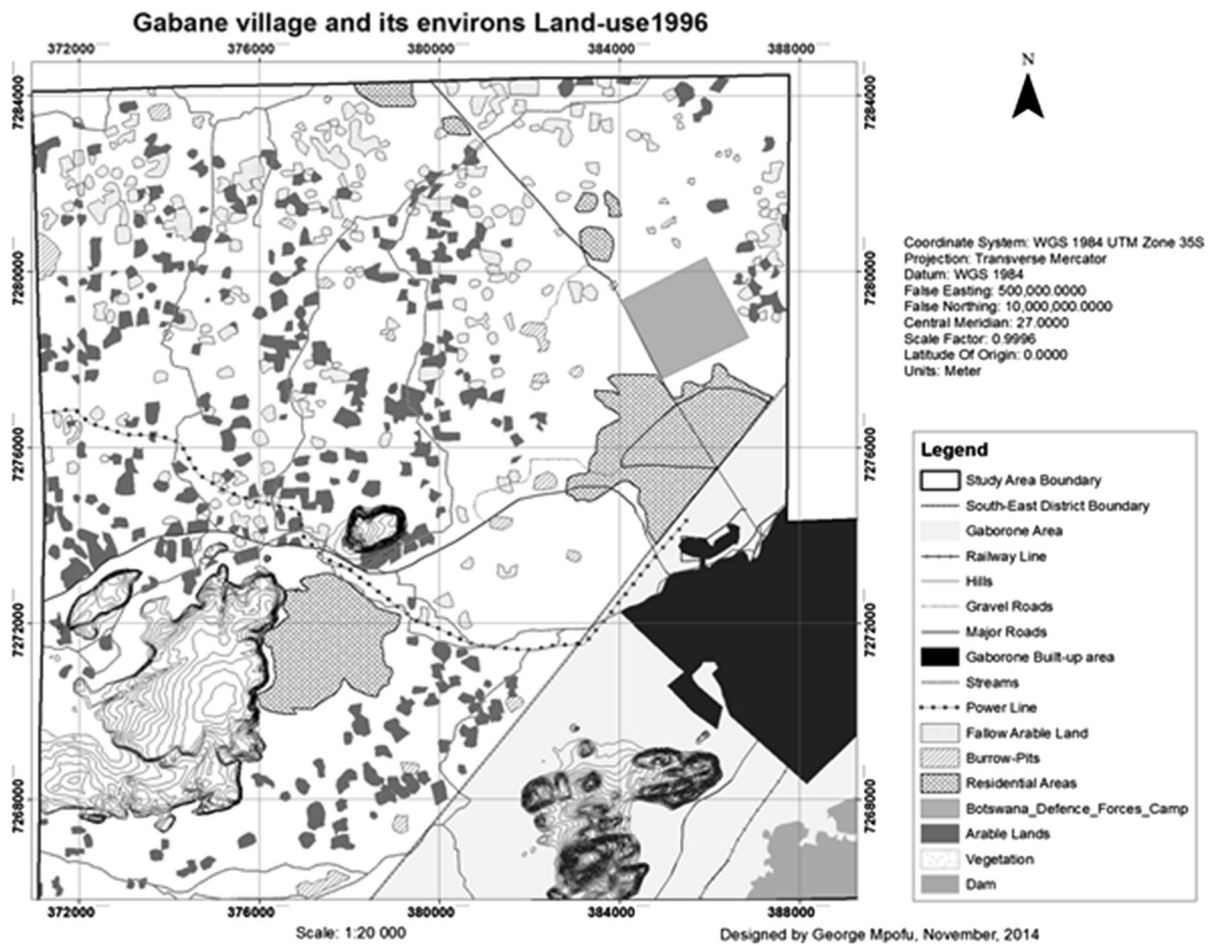 Gabane village and its environs Land-use1996
372000 376000 380000 384000 388000
7284000
7280000
7276000
7272000
7268000
7284000
7280000
7276000
7272000
7268000
N
Coordinate System: WGS 1984 UTM Zone 35S
Projection: Transverse Mercator
Datum: WGS 1984
False Easting: 500,000.0000
False Northing: 10,000,000.0000
Central Meridian: 27.0000
Scale Factor: 0.9996
Latitude Of Origin: 0.0000
Units: Meter
Legend
Study Area Boundary
South-East District Boundary
Gaborone Area
Railway Line
Hills
Gravel Roads
Major Roads
Gaborone Built-up area
Streams
Power Line
Fallow Arable Land
Burrow-Pits
Residential Areas
Botswana_Defence_Forces_Camp
Arable Lands
Vegetation
Dam
372000 376000 380000 384000 388000
Scale: 1:20 000
Designed by George Mpofu, November, 2014